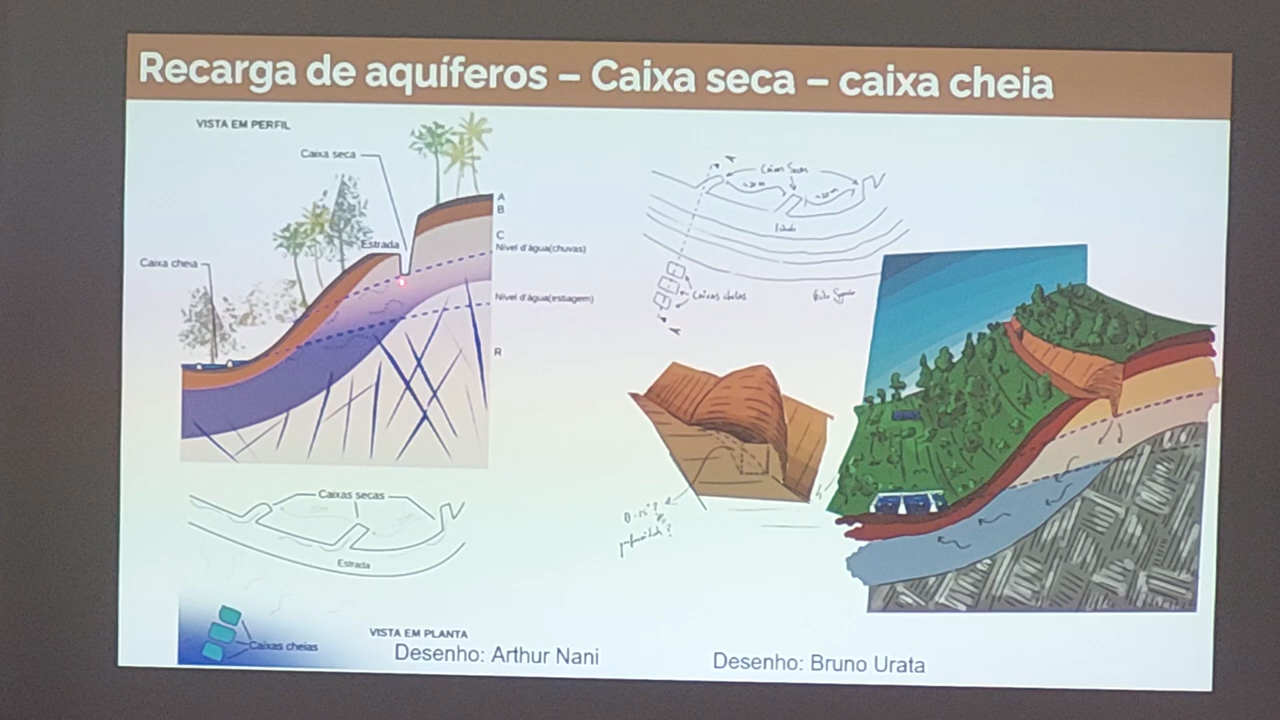 Recarga de aquíferos – Caixa seca – caixa cheia
VISTA EM PERFIL
Caixa seca
A
B
Estrada
C
Nível d'água(chuvas)
Caixa cheia
Nível d'água(estiagem)
R
Caixas secas
Estrada
Caixas cheias
VISTA EM PLANTA
Desenho: Arthur Nani
Caixas Secas
Caixas cheias
Desenho: Bruno Urata